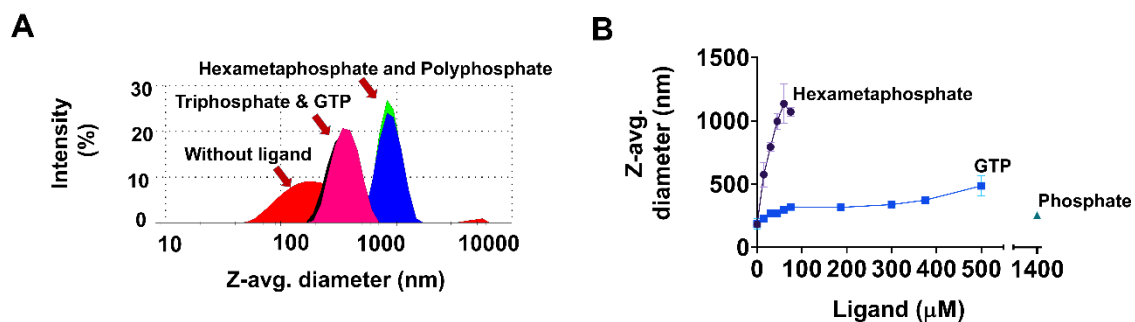 A
Hexametaphosphate and Polyphosphate
Triphosphate & GTP
Without ligand
Intensity
(%)
30
20
10
0
10
100
1000
10000
Z-avg. diameter (nm)
B
Z-avg.
diameter (nm)
1500
1000
500
0
Hexametaphosphate
GTP
Phosphate
0
100
200
300
400
500
1400
Ligand (µM)